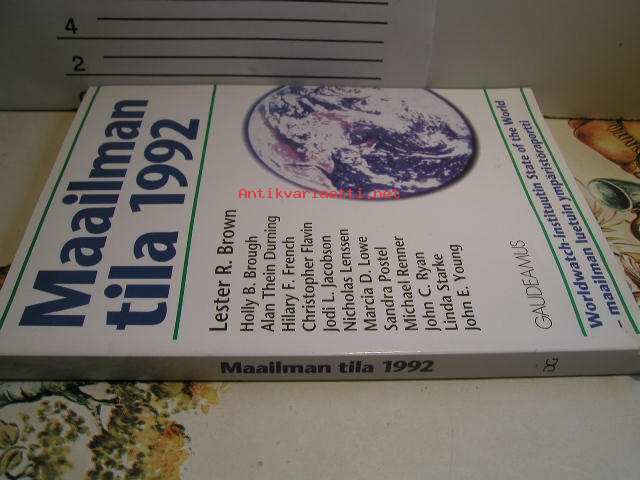 4
2
Maailman
tila 1992
Antikvariaatti.net
Lester R. Brown
Holly B. Brough
Alan Thein Durning
Hilary F. French
Christopher Flavin
Jodi L. Jacobson
Nicholas Lenssen
Marcia D. Lowe
Sandra Postel
Michael Renner
John C. Ryan
Linda Starke
John E. Young
GAUDEAMUS
Worldwatch-instituutin State of the World
- maailman luetuin ympäristöraportti
Maailman tila 1992